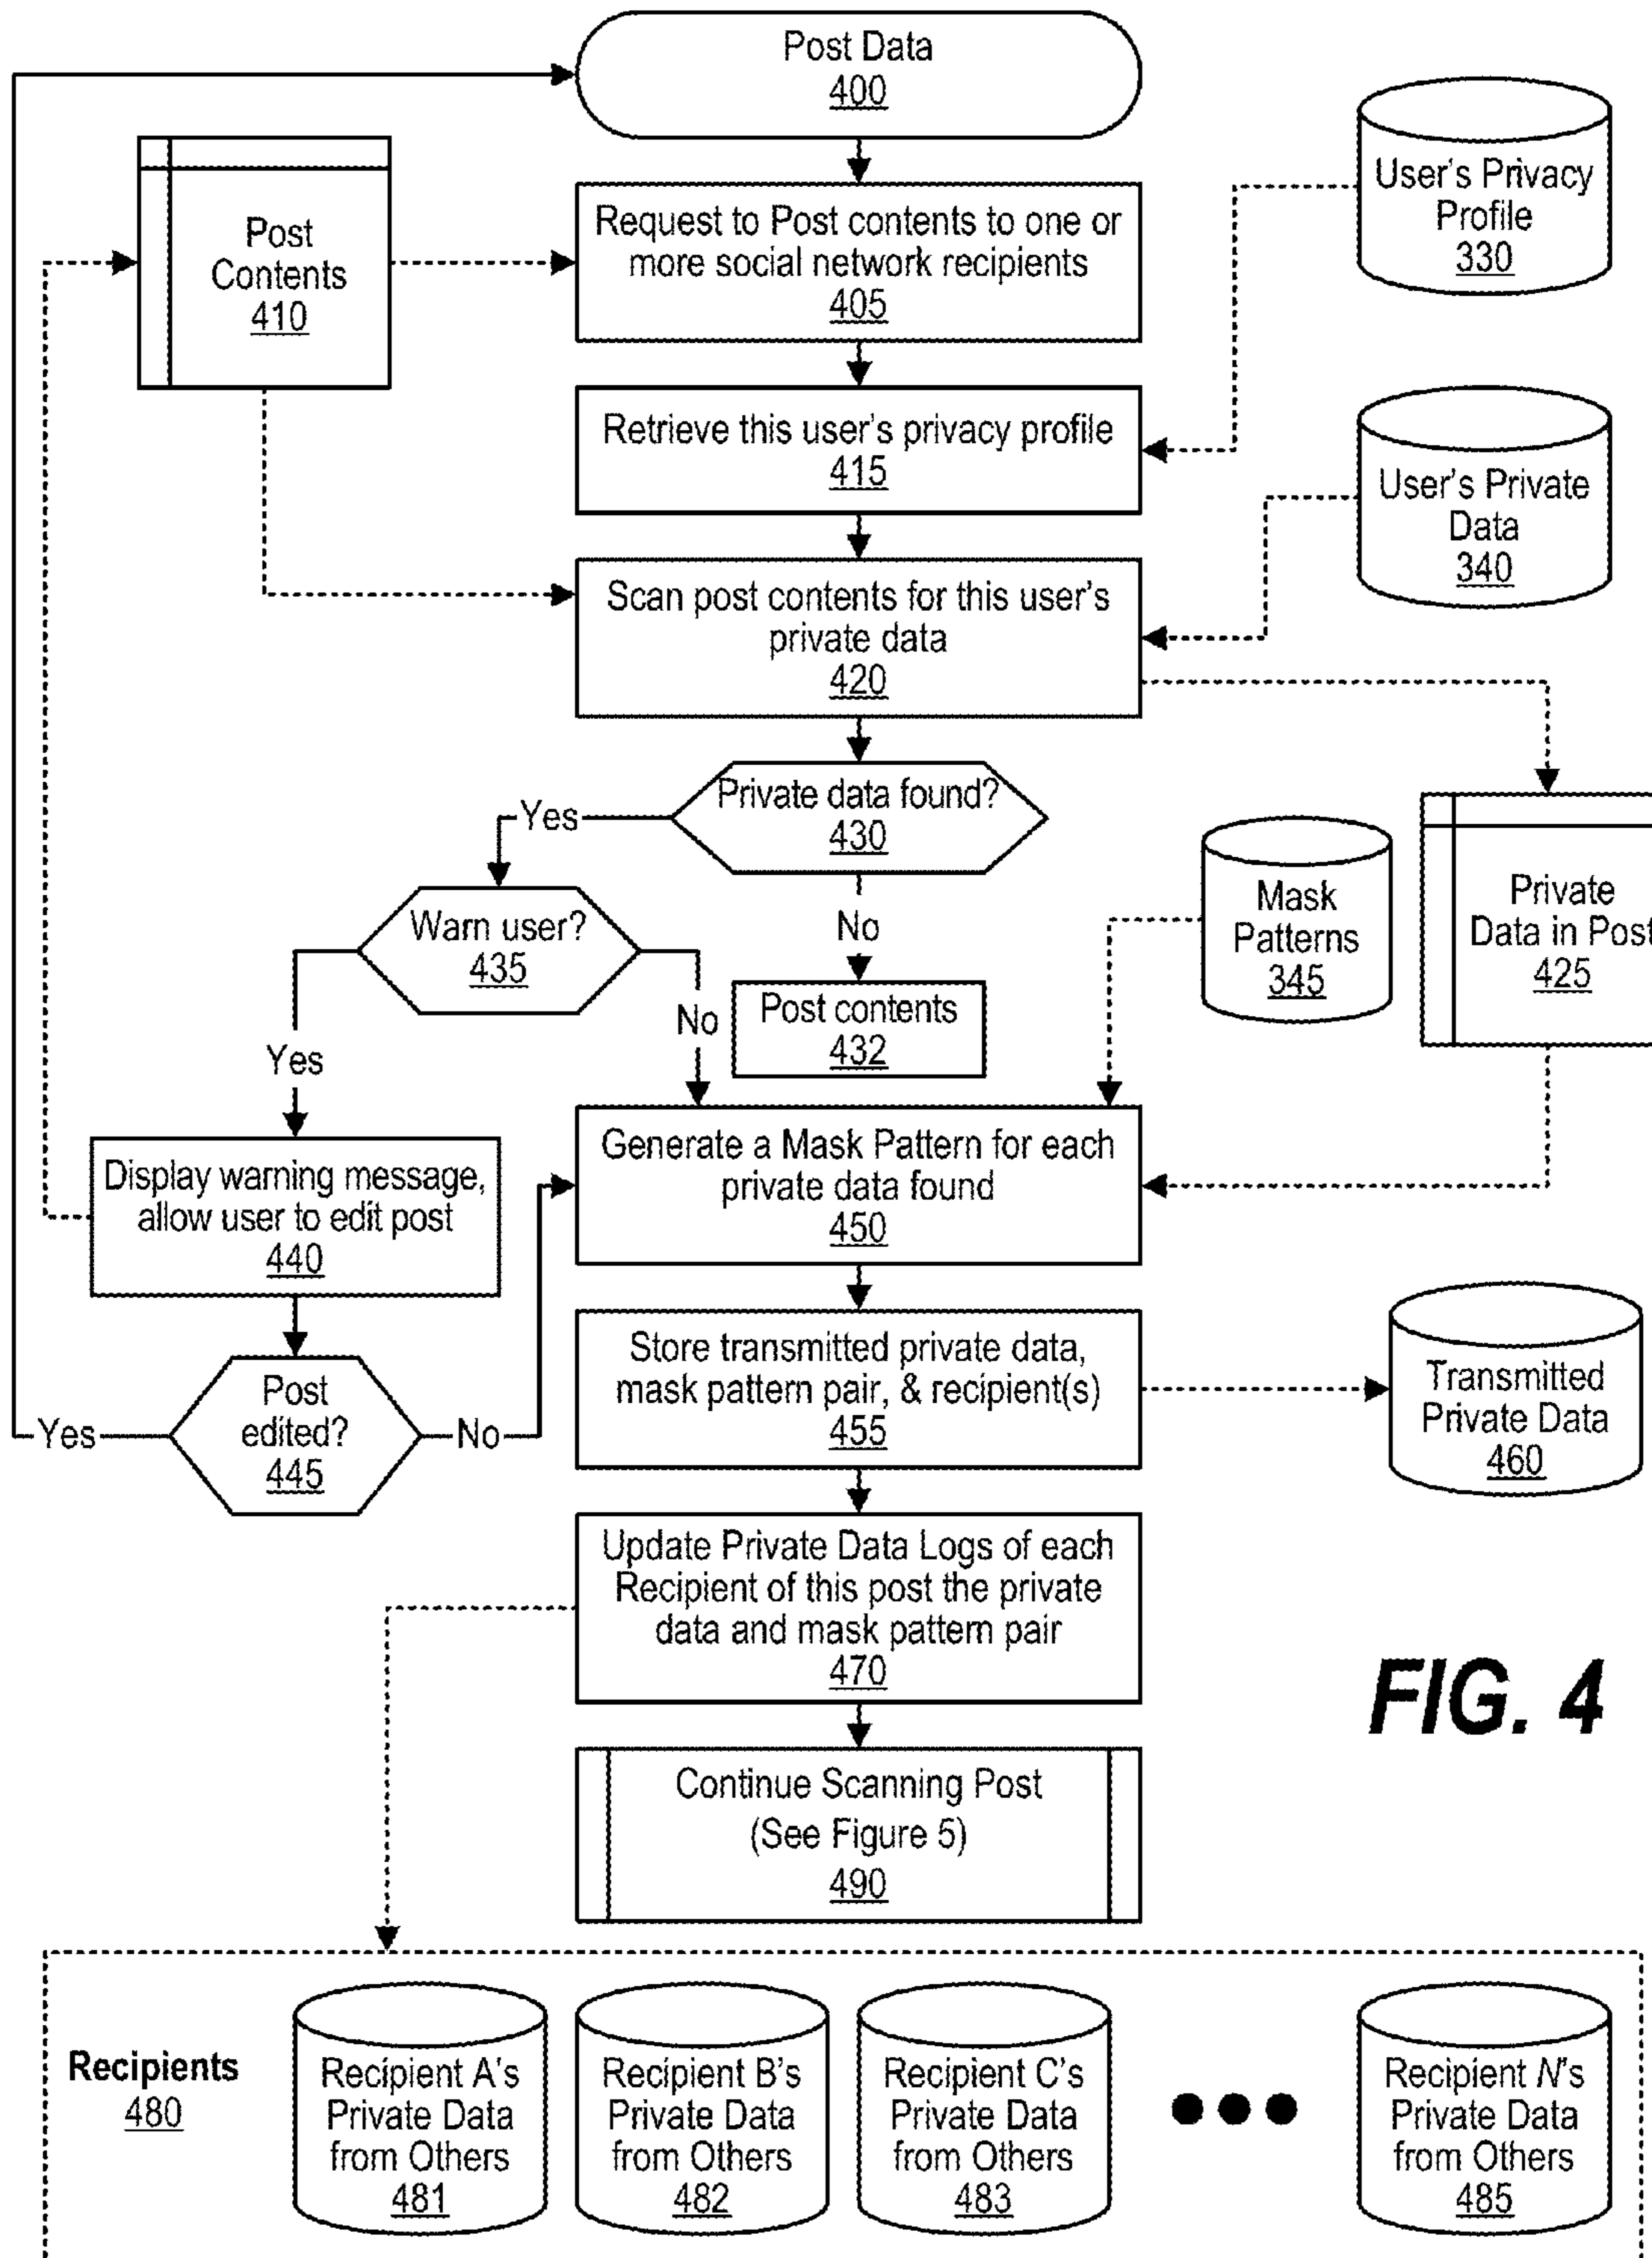 Post Data
400
User's Privacy
Profile
330
Post
Contents
410
Request to Post contents to one or
more social network recipients
405
Retrieve this user's privacy profile
415
User's Private
Data
340
Scan post contents for this user's
private data
420
Private data found?
430
Yes
No
Warn user?
435
Mask
Patterns
345
Private
Data in Post
425
Post contents
432
No
Yes
Generate a Mask Pattern for each
private data found
450
Display warning message,
allow user to edit post
440
Store transmitted private data,
mask pattern pair, & recipient(s)
455
Transmitted
Private Data
460
Post
edited?
445
Yes
No
Update Private Data Logs of each
Recipient of this post the private
data and mask pattern pair
470
FIG. 4
Continue Scanning Post
(See Figure 5)
490
Recipients
480
Recipient A's
Private Data
from Others
481
Recipient B's
Private Data
from Others
482
Recipient C's
Private Data
from Others
483
Recipient N's
Private Data
from Others
485